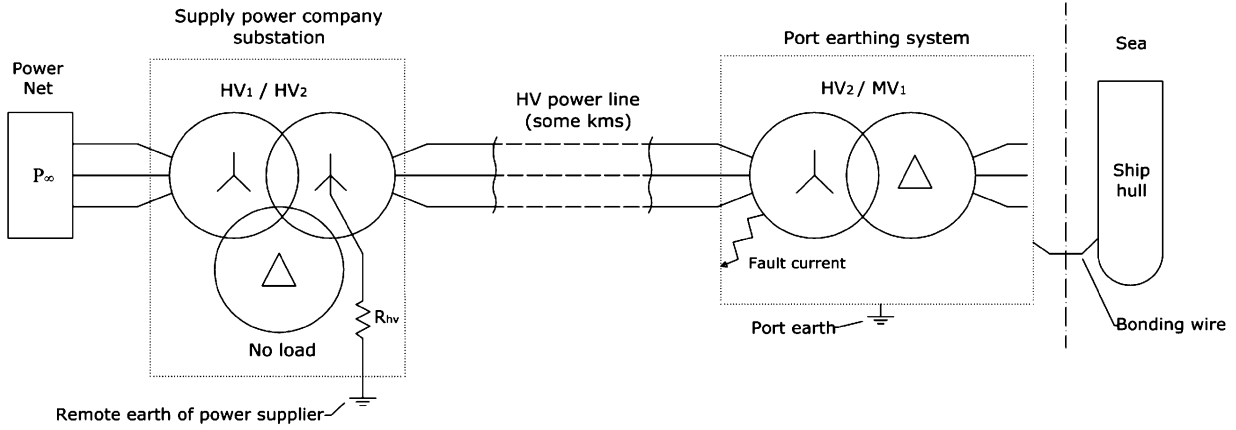 Supply power company
substation
Port earthing system
Sea
Power
Net
HV1 / HV2
HV2 / MV1
HV power line
(some kms)
P∞
Ship
hull
Fault current
Rhv
Port earth
Bonding wire
No load
Remote earth of power supplier